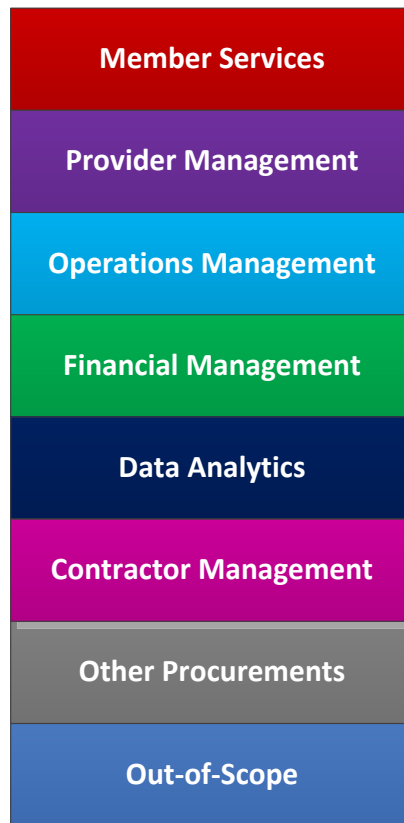 Member Services
Provider Management
Operations Management
Financial Management
Data Analytics
Contractor Management
Other Procurements
Out-of-Scope